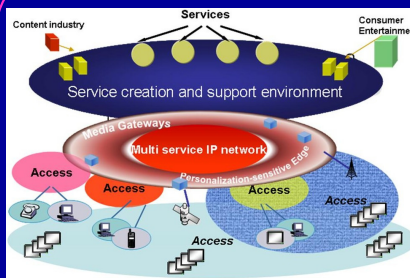 Services
Content industry
Consumer
Entertainme
Service creation and support environment
Media Gateways
Multi service IP network
Personalization-sensitive Edge
Access
Access
Access
Access
Access